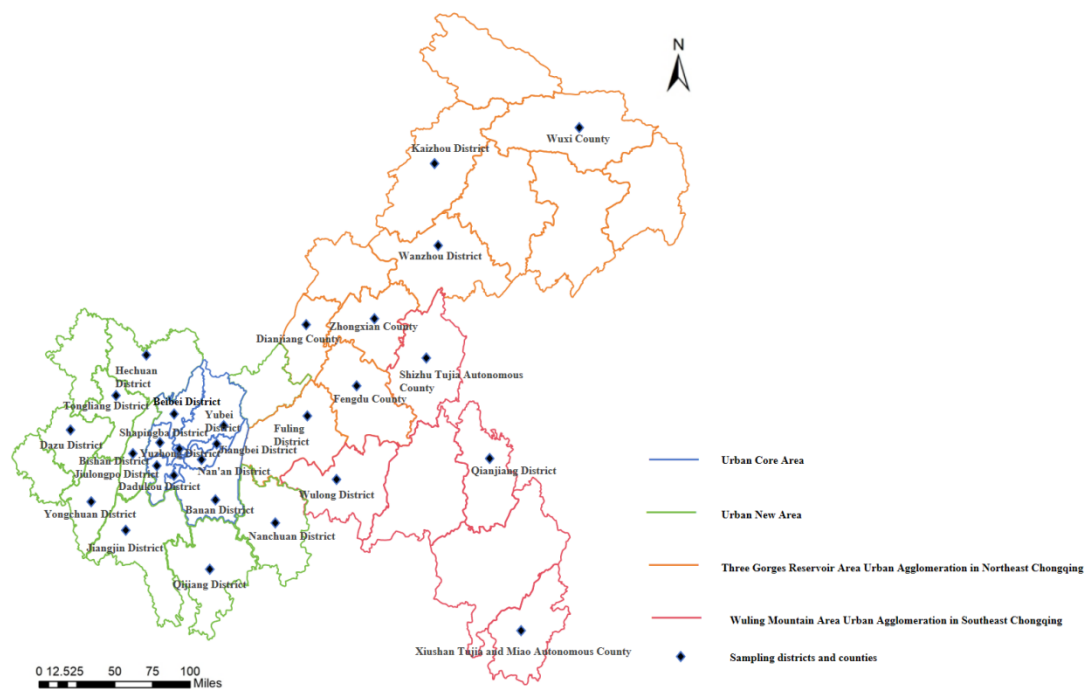 N
Wuxi County
Kaizhou District
Wanzhou District
Zhongxian County
Dianjiang County
Shizhu Tujia Autonomous
County
Hechuan
District
Fengdu County
Tongliang District
Beibei District
Yubei
District
Fuling
District
Dazu District
Shapingba District
Jiangbei District
Yuzhong District
Bishan District
Nan'an District
Qianjiang District
Jiulongpo District
Dadukou District
Wulong District
Yongchuan District
Banan District
Nanchuan District
Jiangjin District
Qijiang District
Xiushan Tujia and Miao Autonomous County
Urban Core Area
Urban New Area
Three Gorges Reservoir Area Urban Agglomeration in Northeast Chongqing
Wuling Mountain Area Urban Agglomeration in Southeast Chongqing
Sampling districts and counties
0 12.525 50 75 100
Miles